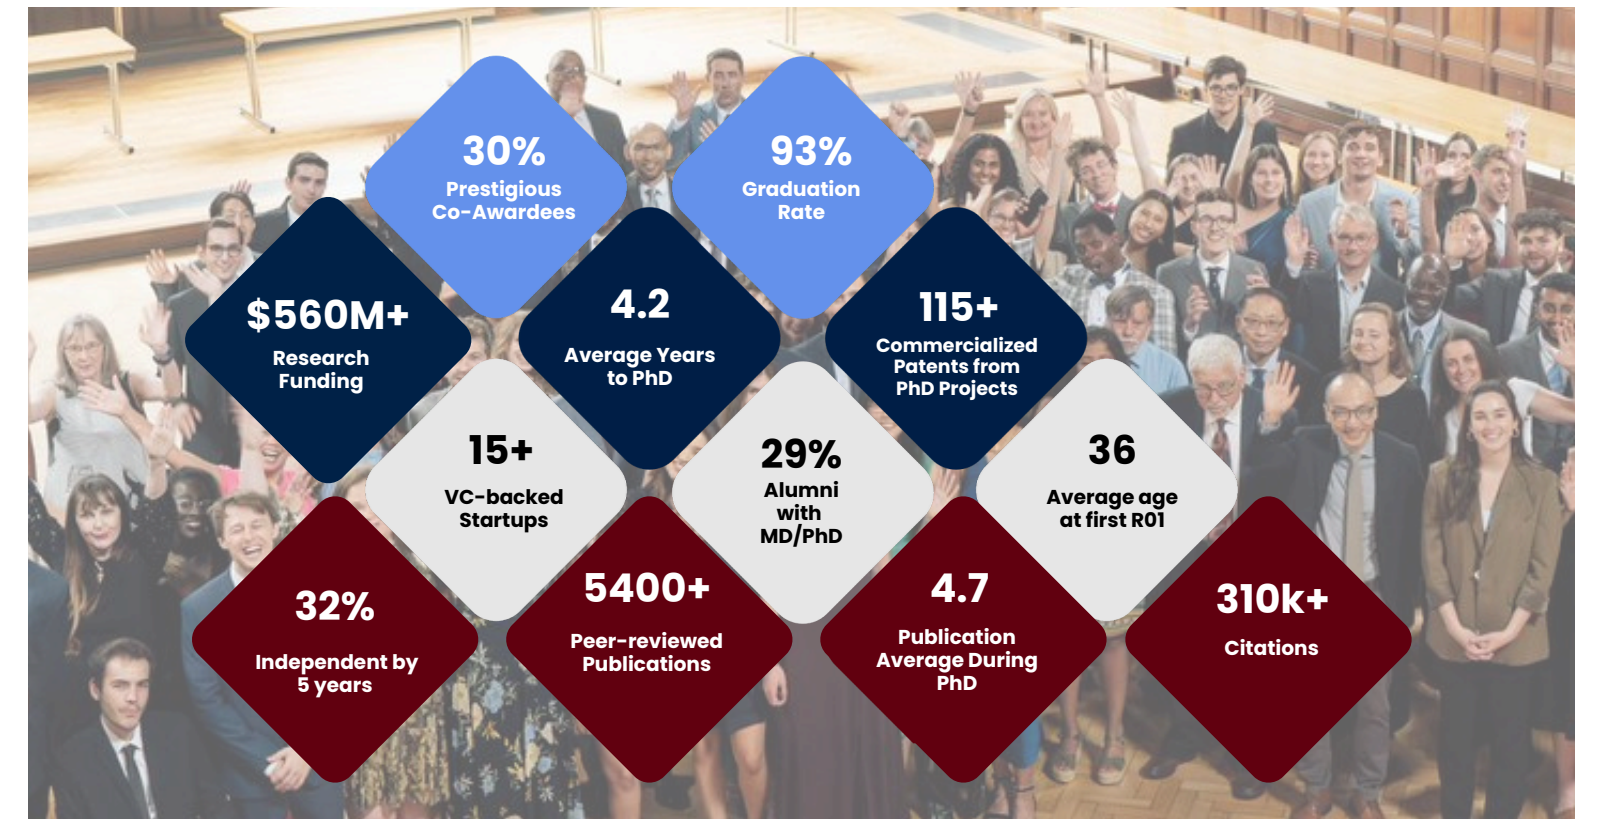 30%
Prestigious
Co-Awardees
93%
Graduation
Rate
$560M+
Research
Funding
4.2
Average Years
to PhD
115+
Commercialized
Patents from
PhD Projects
15+
VC-backed
Startups
29%
Alumni
with
MD/PhD
36
Average age
at first R01
32%
Independent by
5 years
5400+
Peer-reviewed
Publications
4.7
Publication
Average During
PhD
310k+
Citations